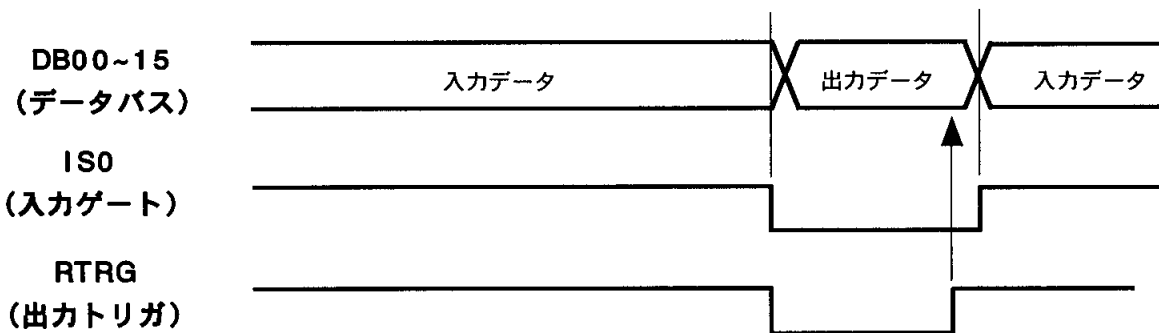 DB00~15
（データバス）
入力データ
出力データ
入力データ
IS0
（入力ゲート）
RTRG
（出力トリガ）